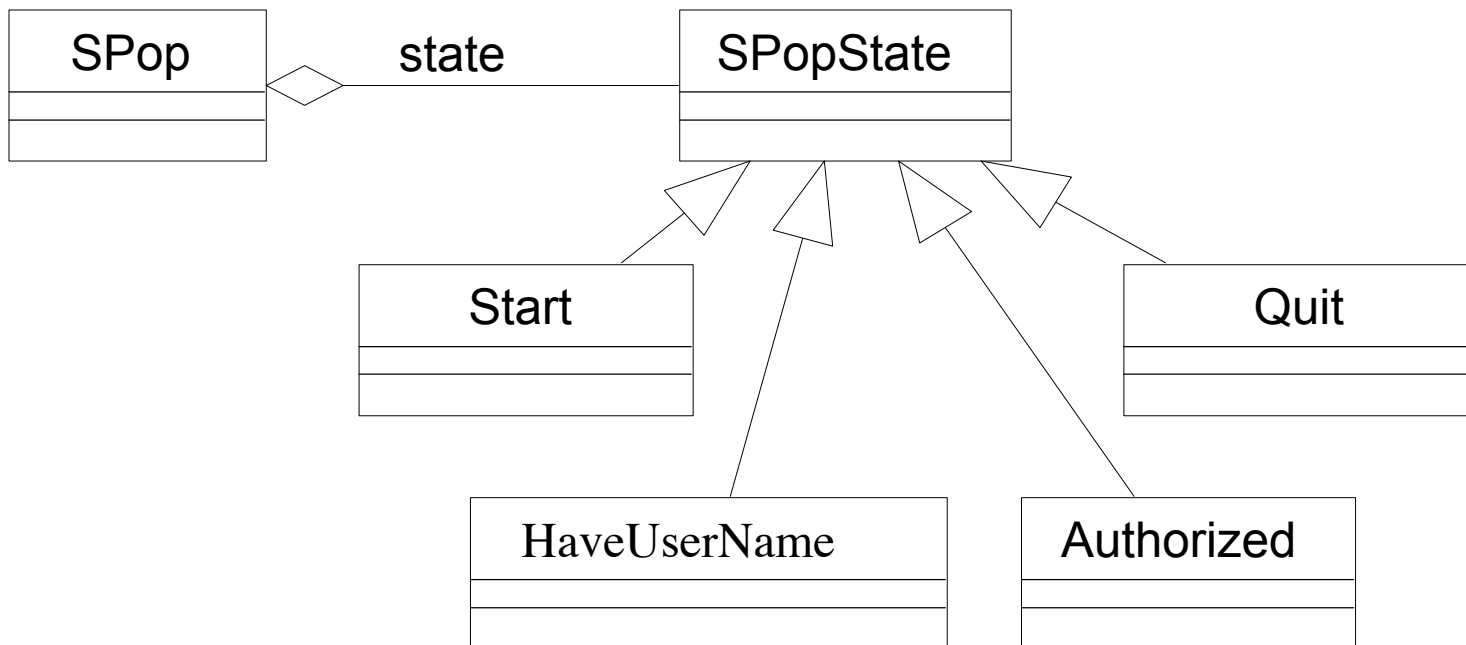 SPop
state
SPopState
Start
Quit
HaveUserName
Authorized